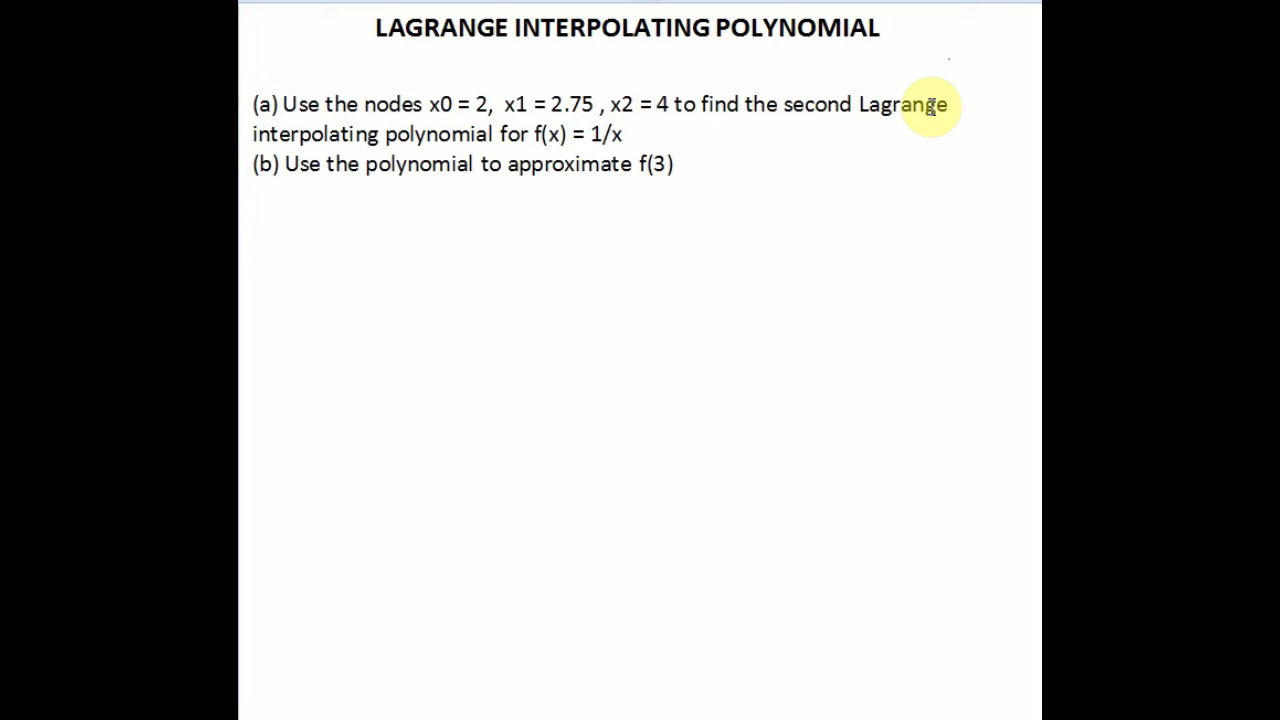 LAGRANGE INTERPOLATING POLYNOMIAL
(a) Use the nodes x0 = 2,  x1 = 2.75 , x2 = 4 to find the second Lagrange
interpolating polynomial for f(x) = 1/x
(b) Use the polynomial to approximate f(3)